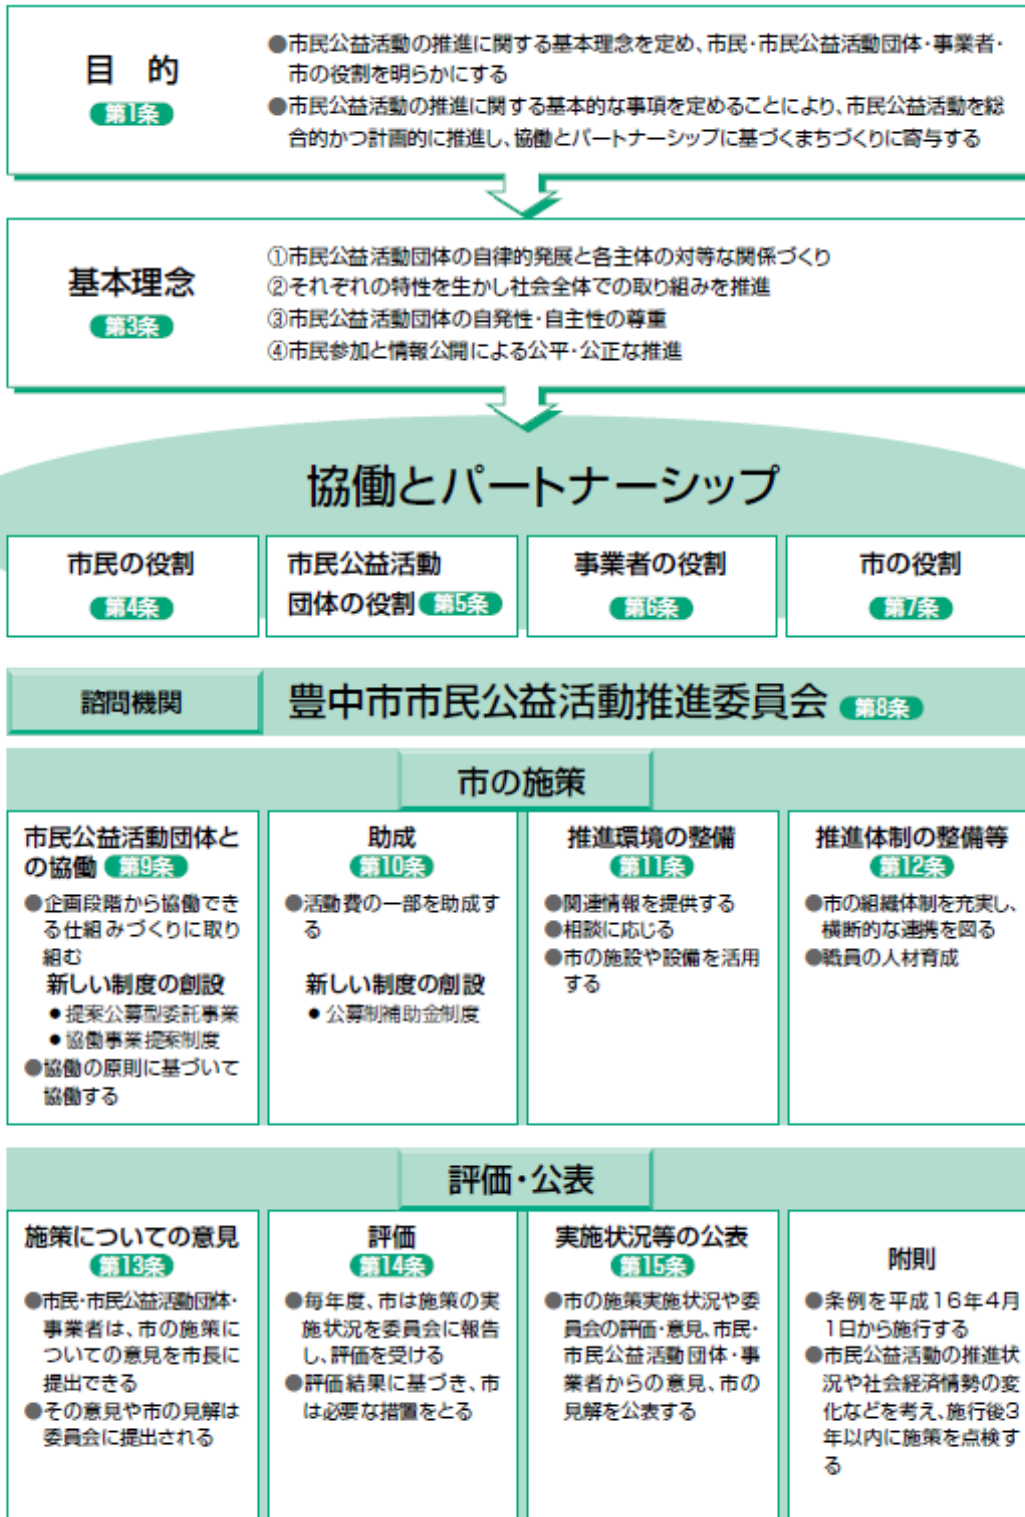 目 的
第1条
●市民公益活動の推進に関する基本理念を定め、市民・市民公益活動団体・事業者・
市の役割を明らかにする
●市民公益活動の推進に関する基本的な事項を定めることにより、市民公益活動を総
合的かつ計画的に推進し、協働とパートナーシップに基づくまちづくりに寄与する
基本理念
第3条
①市民公益活動団体の自律的発展と各主体の対等な関係づくり
②それぞれの特性を生かし社会全体での取り組みを推進
③市民公益活動団体の自発性・自主性の尊重
④市民参加と情報公開による公平・公正な推進
協働とパートナーシップ
市民の役割
第4条
市民公益活動
団体の役割 第5条
事業者の役割
第6条
市の役割
第7条
諮問機関
豊中市市民公益活動推進委員会 第8条
市の施策
市民公益活動団体と
の協働 第9条
●企画段階から協働でき
る仕組みづくりに取り
組む
新しい制度の創設
●提案公募型委託事業
●協働事業提案制度
●協働の原則に基づいて
協働する
助成
第10条
●活動費の一部を助成す
る
新しい制度の創設
●公募制補助金制度
推進環境の整備
第11条
●関連情報を提供する
●相談に応じる
●市の施設や設備を活用
する
推進体制の整備等
第12条
●市の組織体制を充実し、
横断的な連携を図る
●職員の人材育成
評価・公表
施策についての意見
第13条
●市民・市民公益活動団体・
事業者は、市の施策に
ついての意見を市長に
提出できる
●その意見や市の見解は
委員会に提出される
評価
第14条
●毎年度、市は施策の実
施状況を委員会に報告
し、評価を受ける
●評価結果に基づき、市
は必要な措置をとる
実施状況等の公表
第15条
●市の施策実施状況や委
員会の評価・意見、市民・
市民公益活動団体・事
業者からの意見、市の
見解を公表する
附則
●条例を平成16年4月
1日から施行する
●市民公益活動の推進状
況や社会経済情勢の変
化などを考え、施行後3
年以内に施策を点検す
る